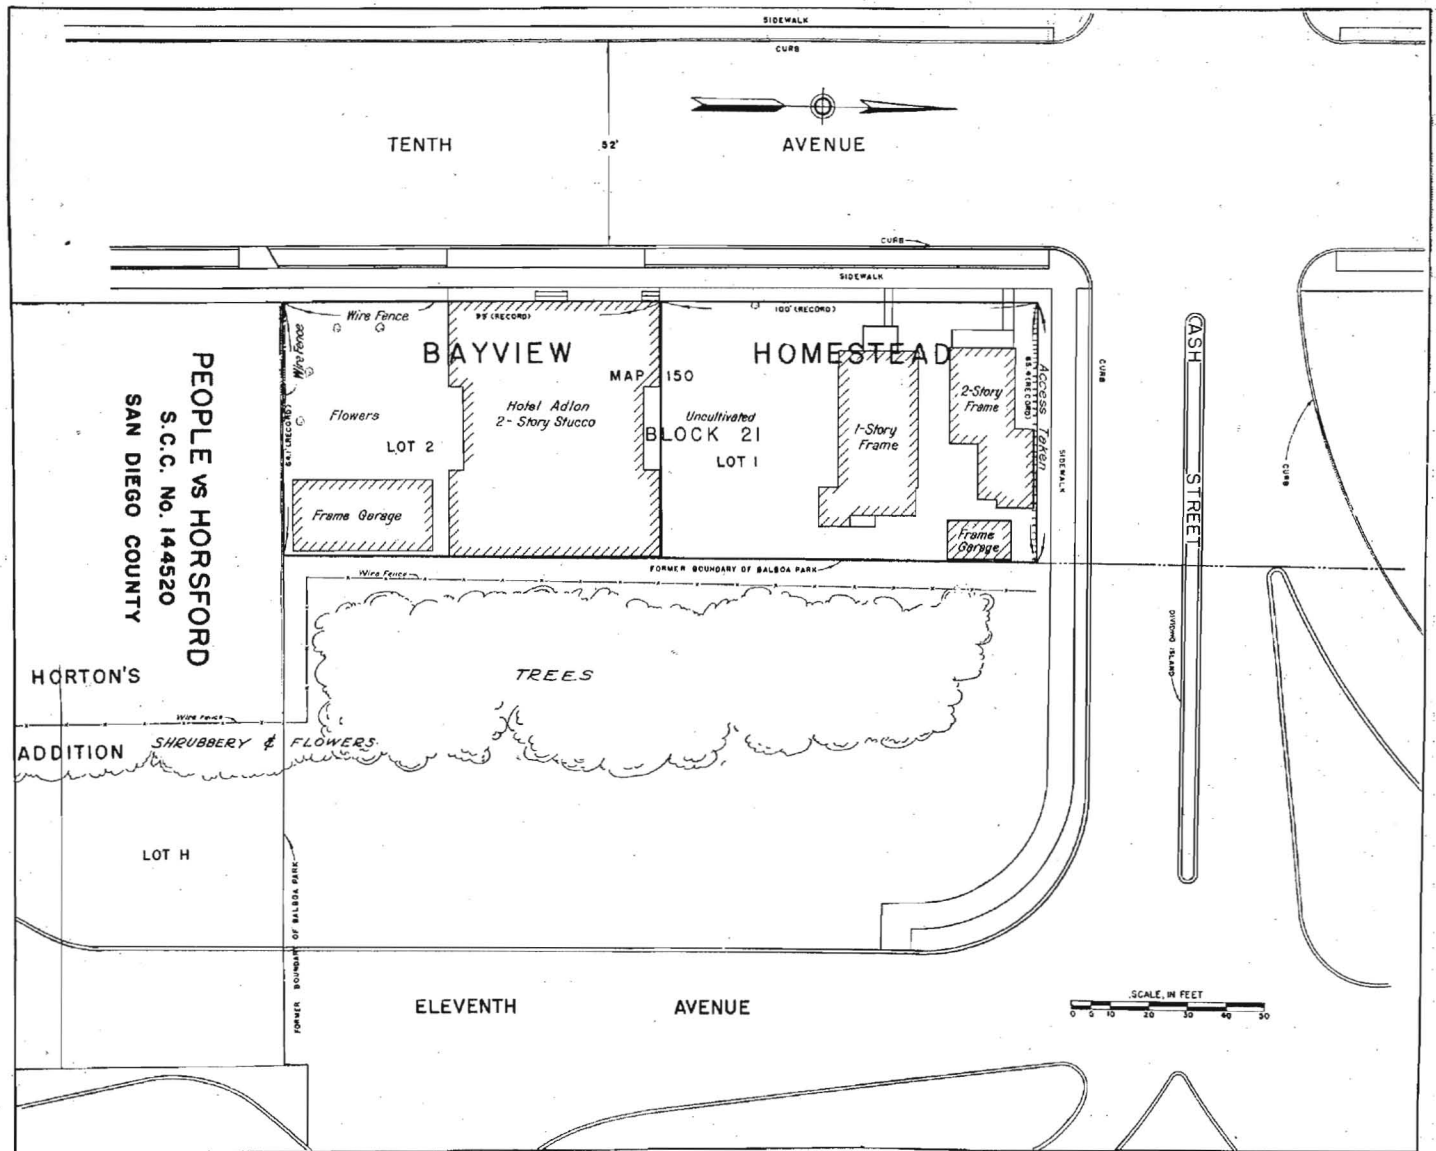 SIDEWALK
CURB
TENTH AVENUE
52'
CURB
SIDEWALK
Wire Fence
Wire Fence
99' (RECORD)
100' (RECORD)
BAYVIEW HOMESTEAD
MAP 150
Hotel Adlon
2-Story Stucco
Flowers
LOT 2
Uncultivated
BLOCK 21
LOT 1
1-Story
Frame
2-Story
Frame
Access Taken
CURB
ASH STREET
SIDEWALK
CURB
Frame Garage
Frame
Garage
FORMER BOUNDARY OF BALBOA PARK
Wire Fence
PEOPLE vs HORSFORD
S.C.C. No. 144520
SAN DIEGO COUNTY
TREES
DIVIDING ISLAND
HORTON'S
ADDITION
Wire Fence
SHRUBBERY & FLOWERS
LOT H
FORMER BOUNDARY OF BALBOA PARK
ELEVENTH AVENUE
SCALE, IN FEET
0 5 10 20 30 40 50